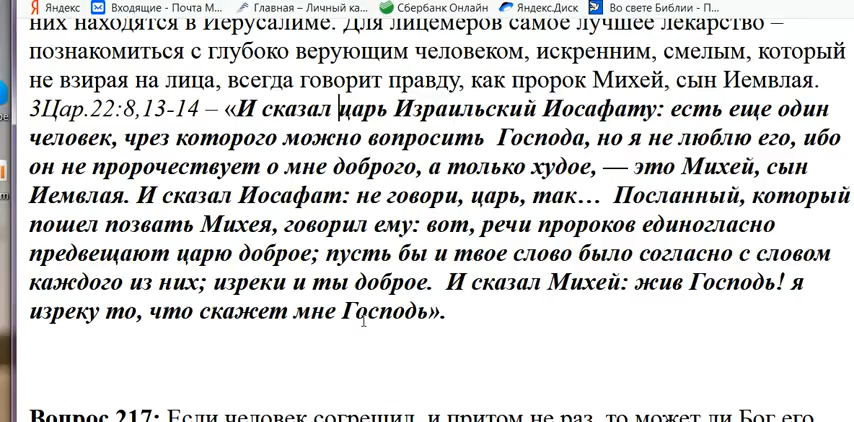 Яндекс Входящие - Почта М... Главная – Личный ка... Сбербанк Онлайн Яндекс.Диск Во свете Библии - П...
них находятся в Иерусалиме. Для лицемеров самое лучшее лекарство –
познакомиться с глубоко верующим человеком, искренним, смелым, который
не взирая на лица, всегда говорит правду, как пророк Михей, сын Иемвлая.
3Цар.22:8,13-14 – «И сказал царь Израильский Иосафату: есть еще один
человек, чрез которого можно вопросить Господа, но я не люблю его, ибо
он не пророчествует о мне доброго, а только худое, — это Михей, сын
Иемвлая. И сказал Иосафат: не говори, царь, так… Посланный, который
пошел позвать Михея, говорил ему: вот, речи пророков единогласно
предвещают царю доброе; пусть бы и твое слово было согласно с словом
каждого из них; изреки и ты доброе. И сказал Михей: жив Господь! я
изреку то, что скажет мне Господь».
Вопрос 217: Если человек согрешил, и притом не раз, то может ли Бог его